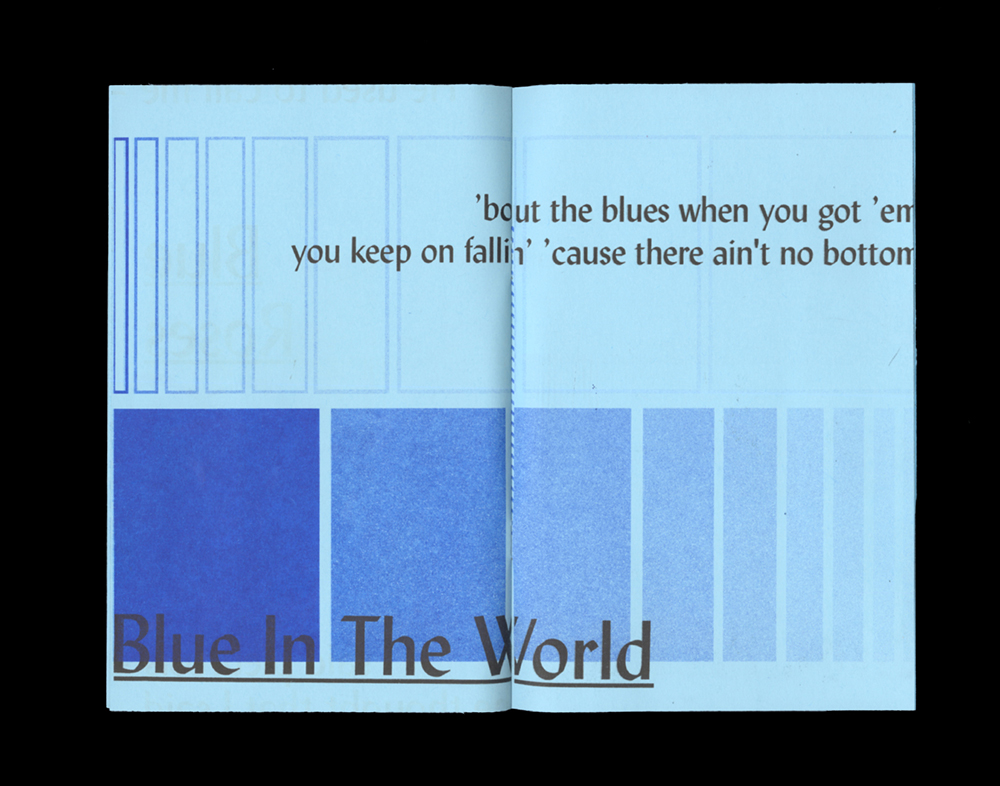 ’bout the blues when you got ’em
you keep on fallin’ ’cause there ain't no bottom
Blue In The World